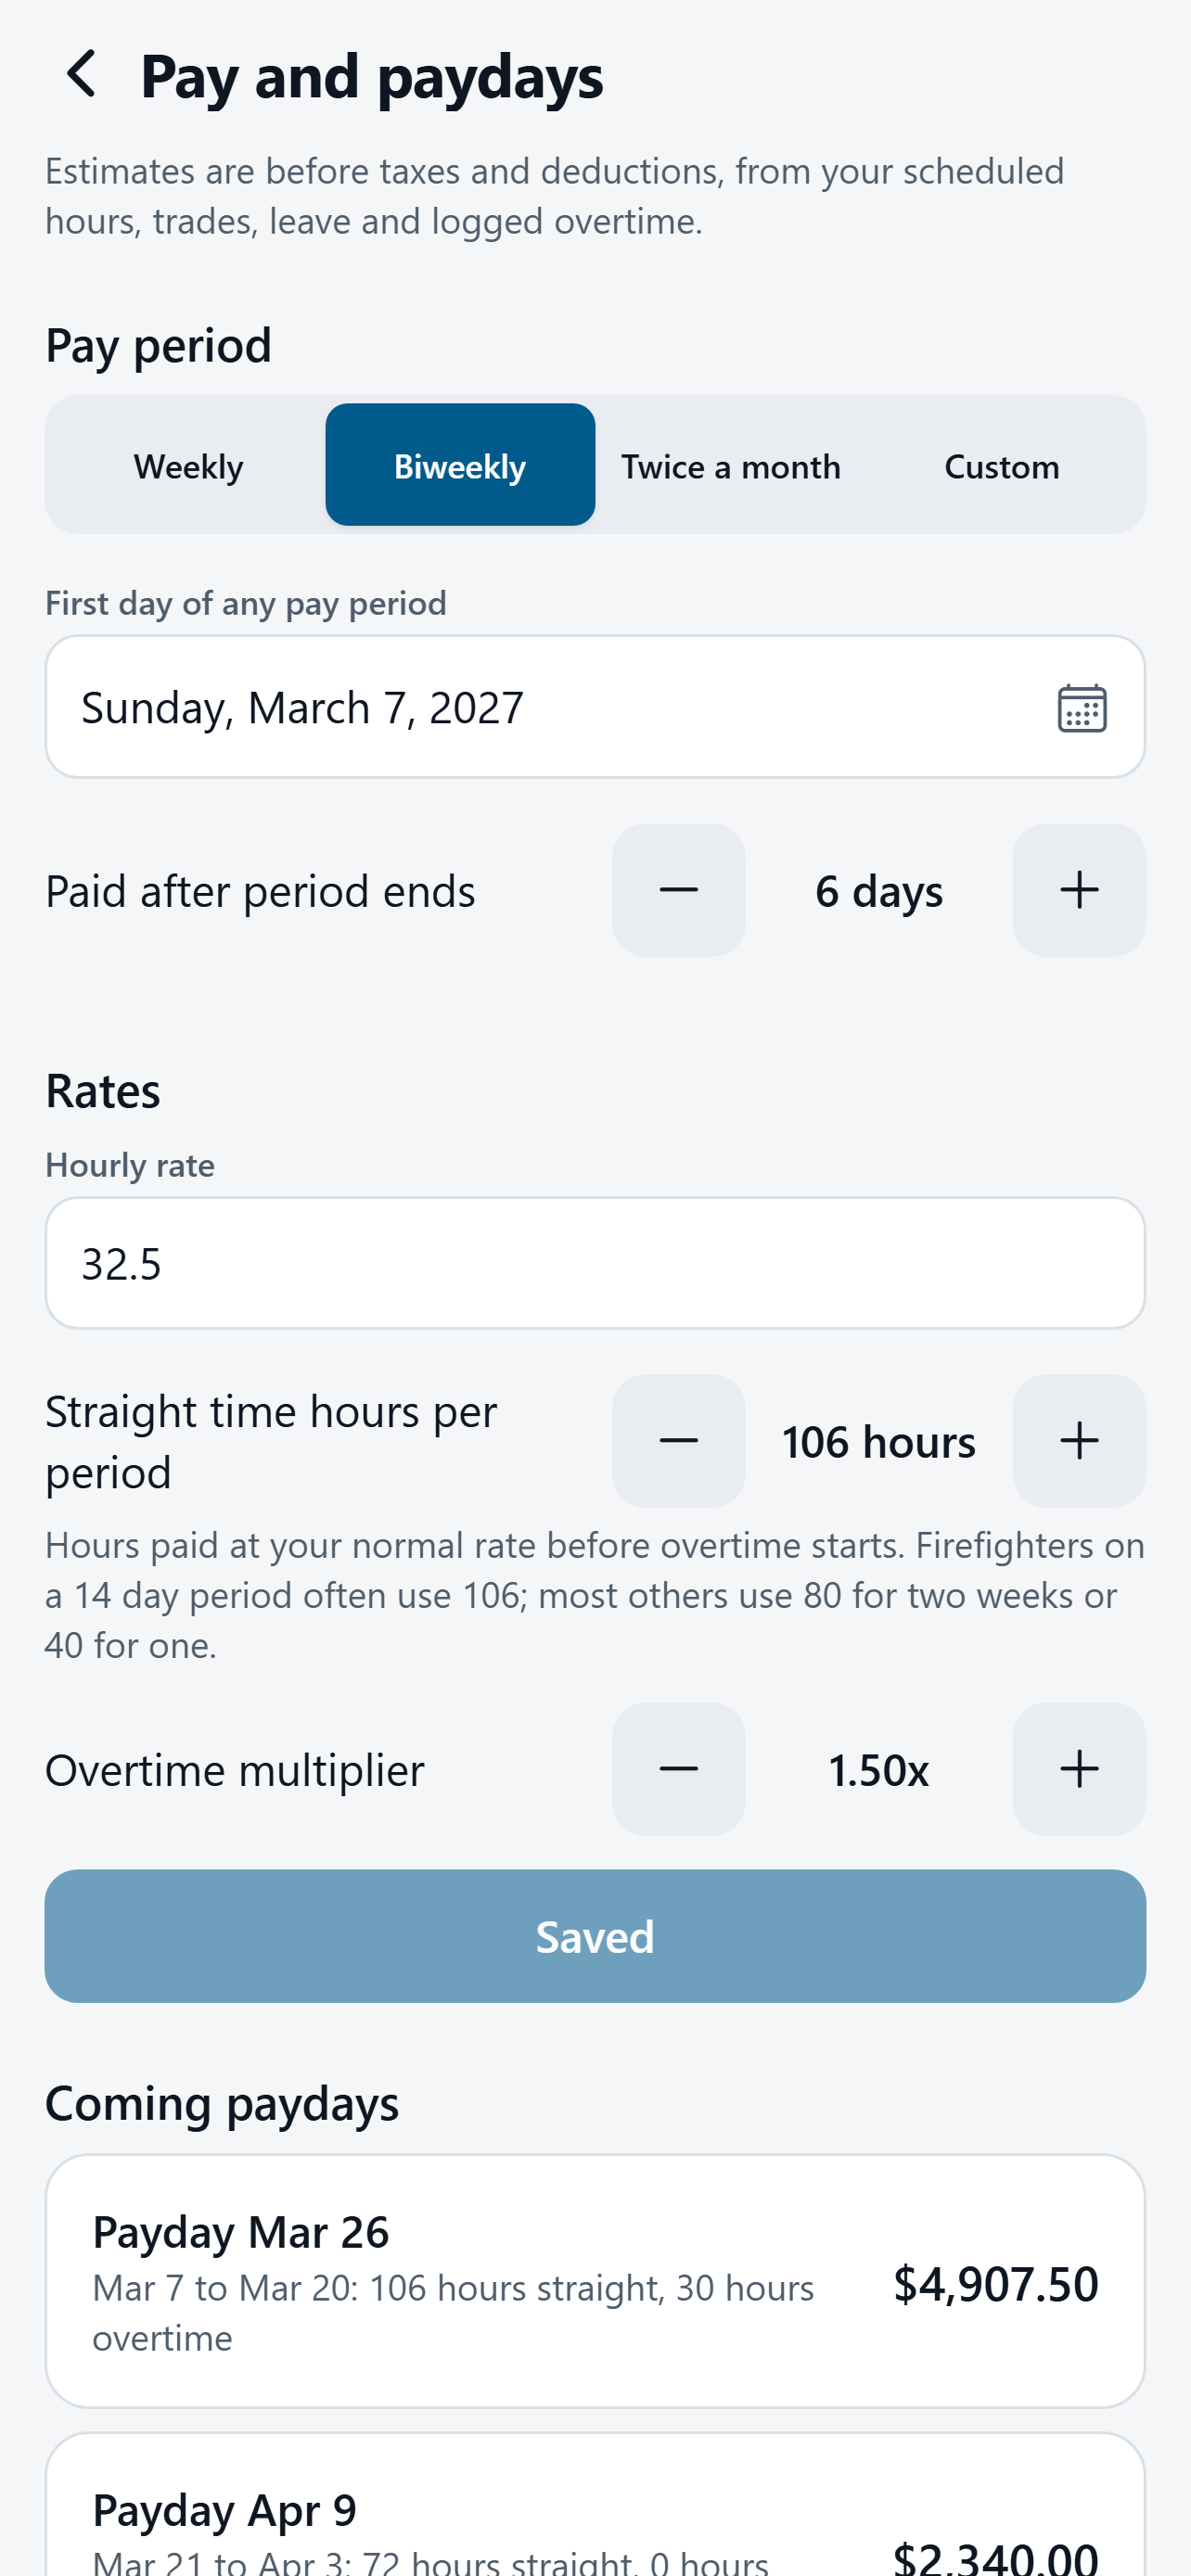 Pay and paydays
Estimates are before taxes and deductions, from your scheduled
hours, trades, leave and logged overtime.
Pay period
Weekly
Biweekly
Twice a month
Custom
First day of any pay period
Sunday, March 7, 2027
Paid after period ends
6 days
Rates
Hourly rate
32.5
Straight time hours per
period
106 hours
Hours paid at your normal rate before overtime starts. Firefighters on
a 14 day period often use 106; most others use 80 for two weeks or
40 for one.
Overtime multiplier
1.50x
Saved
Coming paydays
Payday Mar 26
Mar 7 to Mar 20: 106 hours straight, 30 hours
overtime
$4,907.50
Payday Apr 9
Mar 21 to Apr 3: 72 hours straight, 0 hours
$2,340.00